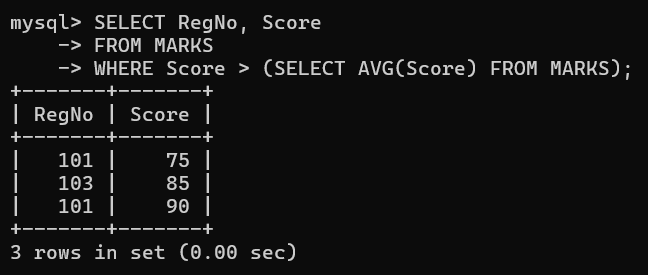 mysql> SELECT RegNo, Score
    -> FROM MARKS
    -> WHERE Score > (SELECT AVG(Score) FROM MARKS);
+-------+-------+
| RegNo | Score |
+-------+-------+
|   101 |    75 |
|   103 |    85 |
|   101 |    90 |
+-------+-------+
3 rows in set (0.00 sec)